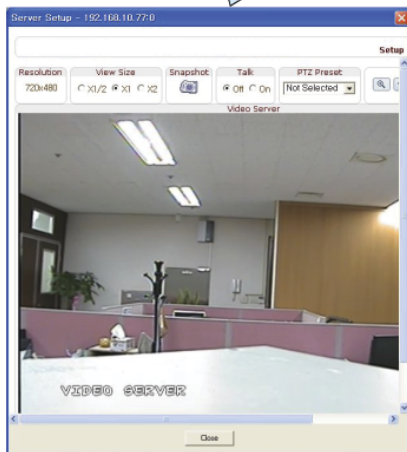 Server Setup - 192.168.10.77:0
Setup
Resolution
View Size
Snapshot
Talk
PTZ Preset
720x480
X1/2 X1 X2
Off On
Not Selected
Video Server
VIDEO SERVER
Close